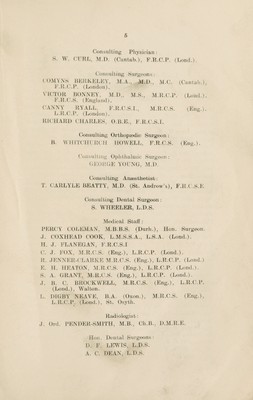 5
Consulting Physician:
S. W. CURL, M.D. (Cantab.), F.R.C.P. (Lond.).
Consulting Surgeons:
COMYNS BERKELEY, M.A., M.D., M.C. (Cantab.),
F.R.C.P. (London).
VICTOR BONNEY, M.D., M.S., M.R.C.P. (Lond.).
F.R.C.S. (England).
CANNY RYALL, F.R.C.S.I., M.R.C.S. (Eng.).
L.R.C.P. (London).
RICHARD CHARLES, O.B.E., F.R.C.S.I.
Consulting Orthopædic Surgeon:
B. WHITCHURCH HOWELL, F.R.C.S. (Eng.).
Consulting Ophthalmic Surgeon:
GEORGE YOUNG, M.D.
Consulting Anæsthetist:
T. CARLYLE BEATTY, M.D. (St. Andrew's), F.R.C.S.E.
Consulting Dental Surgeon:
S. WHEELER, L.D.S.
Medical Staff:
PERCY COLEMAN, M.B.B.S. (Durh.), Hon. Surgeon.
J. COXHEAD COOK, L.M.S.S.A., L.S.A. (Lond.).
H. J. FLANEGAN, F.R.C.S.I
C. J. FOX, M.R.C.S. (Eng.), L.R.C.P. (Lond.).
R. JENNER-CLARKE M.R.C.S. (Eng.), L.R.C.P. (Lond.)
E. H. HEATON, M.R.C.S. (Eng.), L.R.C.P. (Lond.).
S. A. GRANT, M.R.C.S. (Eng.), L.R.C.P. (Lond.).
J. R. C. BROCKWELL, M.R.C.S. (Eng.), L.R.C.P.
(Lond.), Walton.
L. DIGBY NEAVE, B.A. (Oxon.), M.R.C.S. (Eng.),
L.R.C.P. (Lond.), St. Osyth.
Radiologist:
J. Ord. PENDER-SMITH, M.B., Ch.B., D.M.R.E.
Hon. Dental Surgeons:
D. F. LEWIS, L.D.S.
A. C. DEAN, L.D.S.